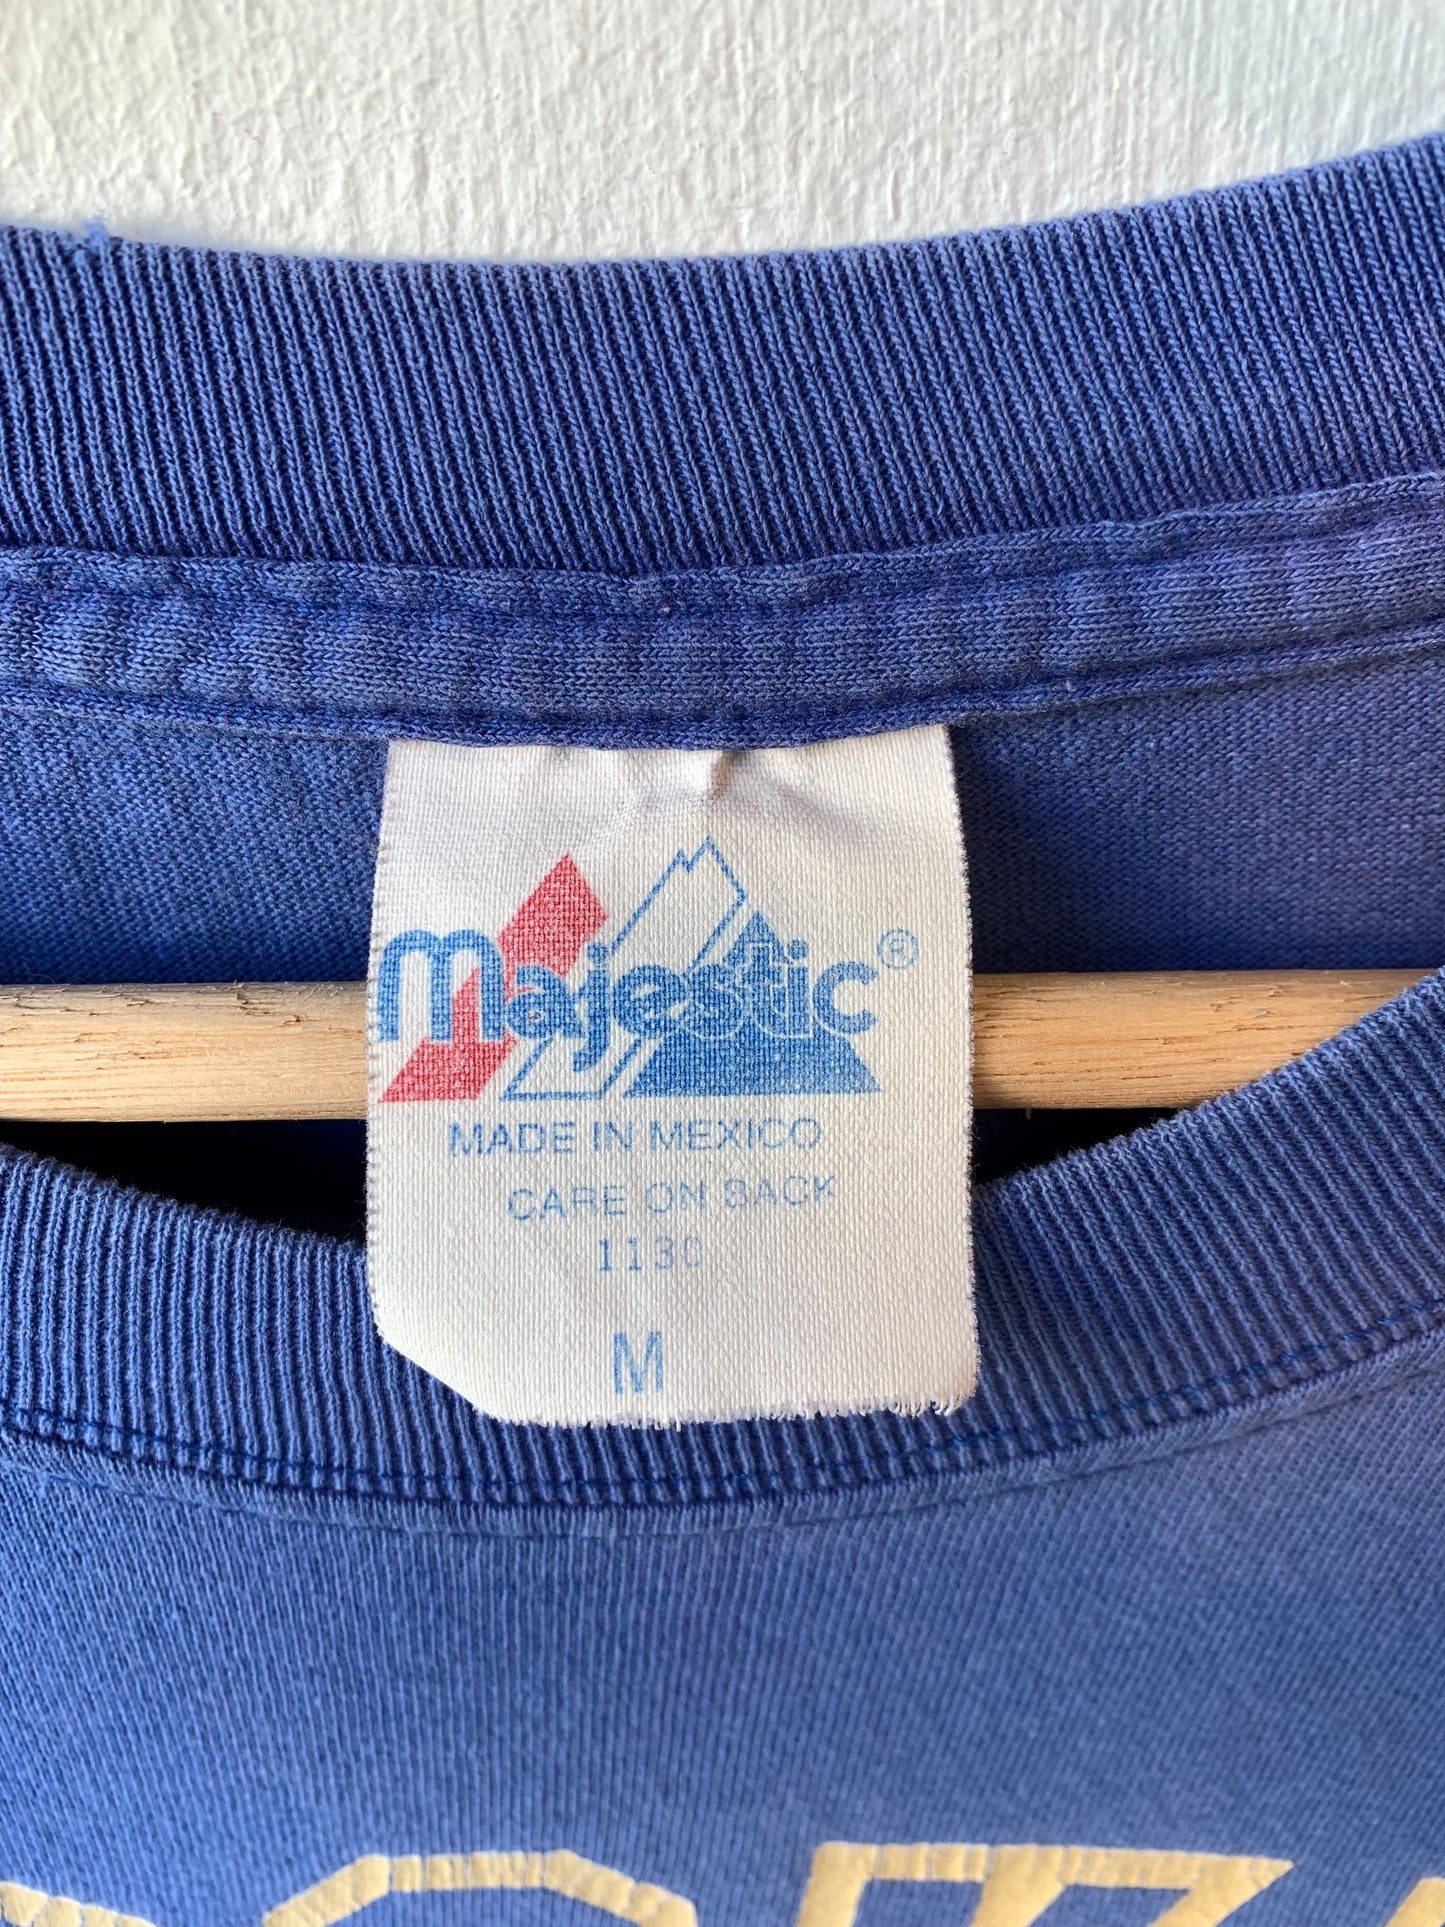 Majestic®
MADE IN MEXICO
CARE ON BACK
1130
M